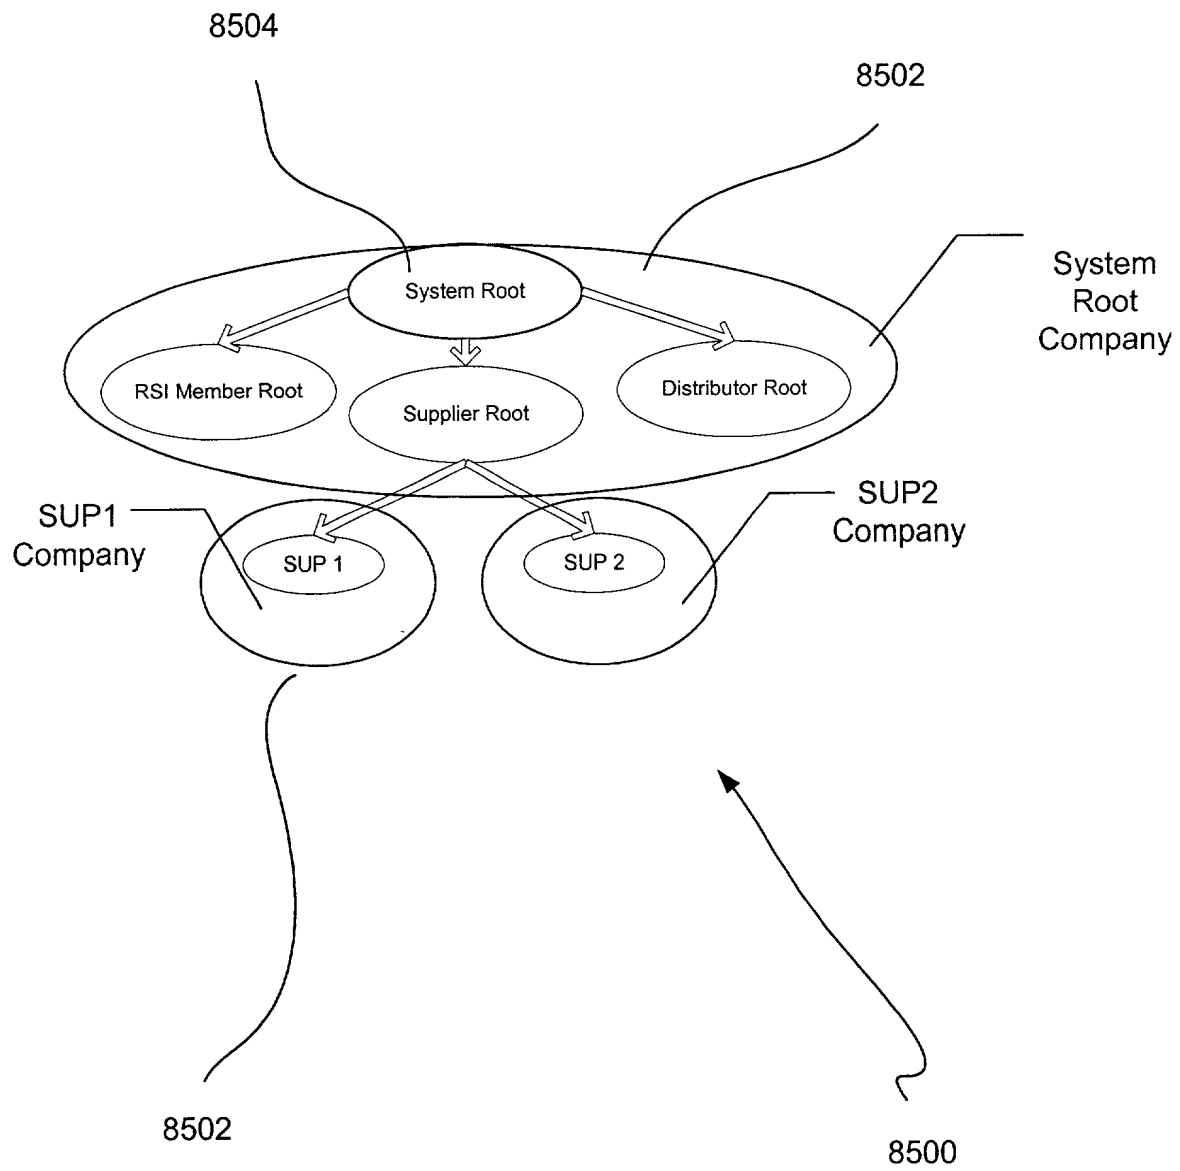 8504
8502
System Root
System
Root
Company
RSI Member Root
Supplier Root
Distributor Root
SUP1
Company
SUP2
Company
SUP 1
SUP 2
8502
8500